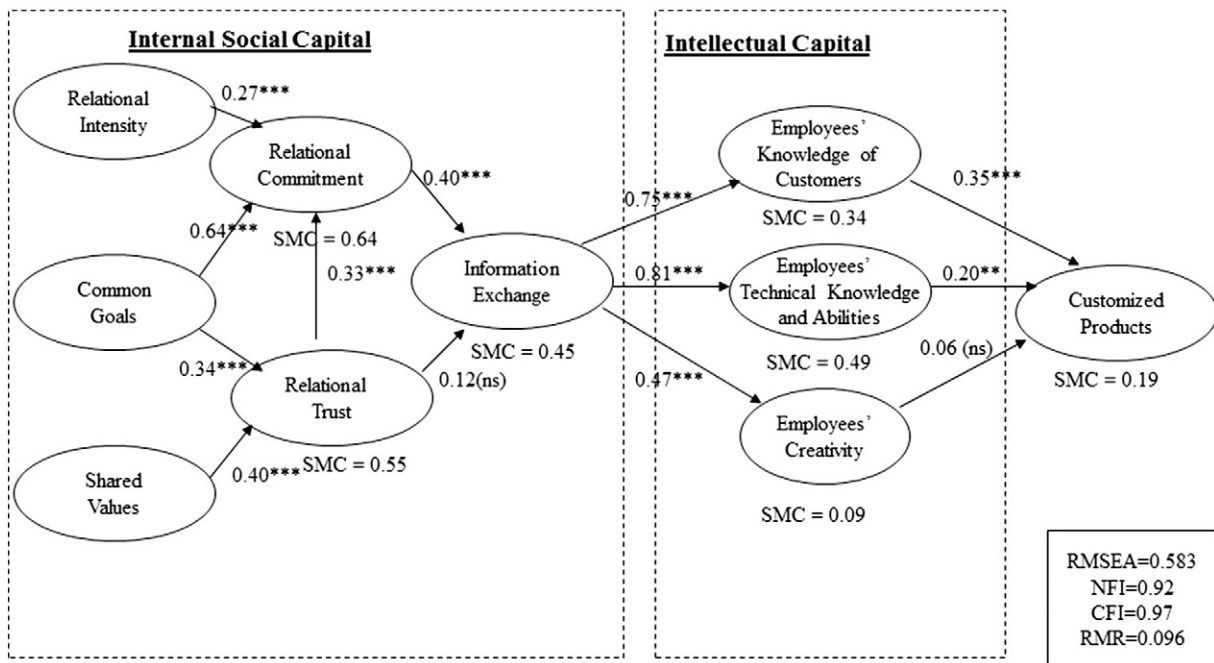 Internal Social Capital
Intellectual Capital
Relational
Intensity
0.27***
Relational
Commitment
SMC = 0.64
0.40***
0.64***
0.33***
Common
Goals
0.34***
Relational
Trust
SMC = 0.55
0.12(ns)
0.40***
Shared
Values
Information
Exchange
SMC = 0.45
0.75***
0.81***
0.47***
Employees’
Knowledge of
Customers
SMC = 0.34
0.35***
Employees’
Technical Knowledge
and Abilities
SMC = 0.49
0.20**
Employees’
Creativity
SMC = 0.09
0.06 (ns)
Customized
Products
SMC = 0.19
RMSEA=0.583
NFI=0.92
CFI=0.97
RMR=0.096